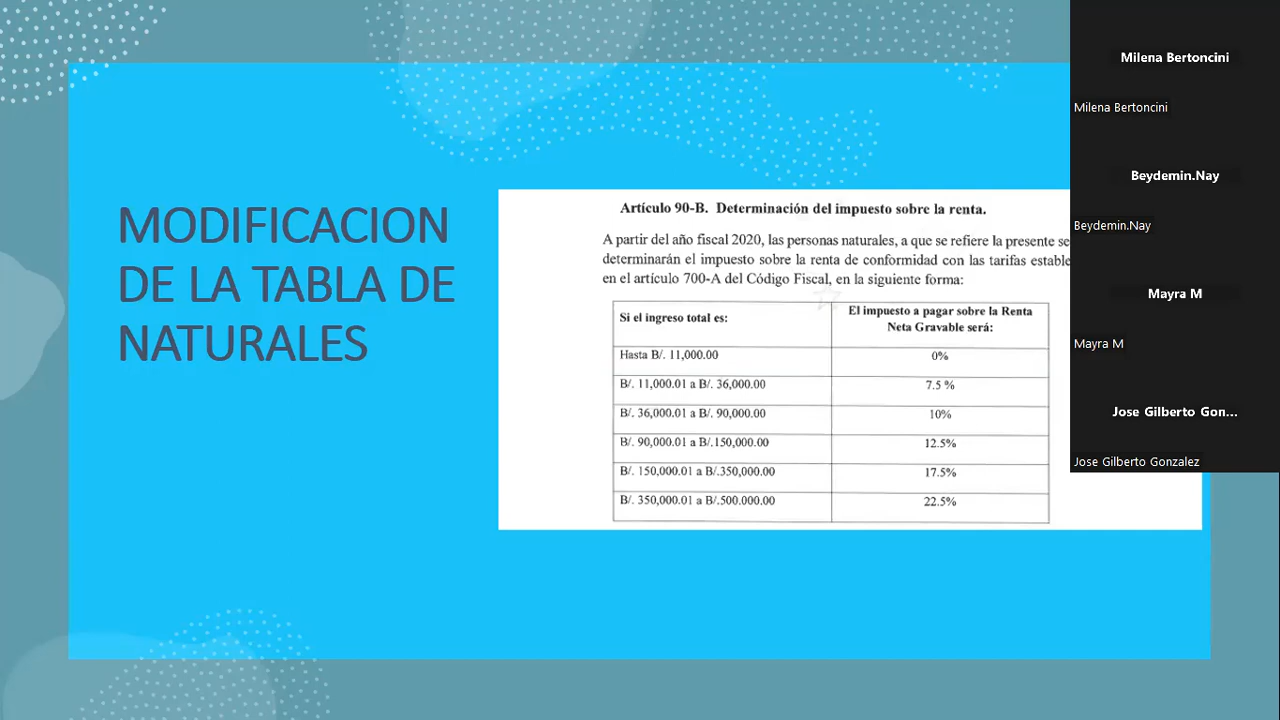 MODIFICACION
DE LA TABLA DE
NATURALES
Artículo 90-B. Determinación del impuesto sobre la renta.
A partir del año fiscal 2020, las personas naturales, a que se refiere la presente
determinarán el impuesto sobre la renta de conformidad con las tarifas
en el artículo 700-A del Código Fiscal, en la siguiente forma:
Si el ingreso total es:
El impuesto a pagar sobre la Renta
Neta Gravable será:
Hasta B/. 11,000.00
0%
B/. 11,000.01 a B/. 36,000.00
7.5 %
B/. 36,000.01 a B/. 90,000.00
10%
B/. 90,000.01 a B/.150,000.00
12.5%
B/. 150,000.01 a B/.350,000.00
17.5%
B/. 350,000.01 a B/.500.000.00
22.5%
Milena Bertoncini
Milena Bertoncini
Beydemin.Nay
Beydemin.Nay
Mayra M
Mayra M
Jose Gilberto Gon...
Jose Gilberto Gonzalez